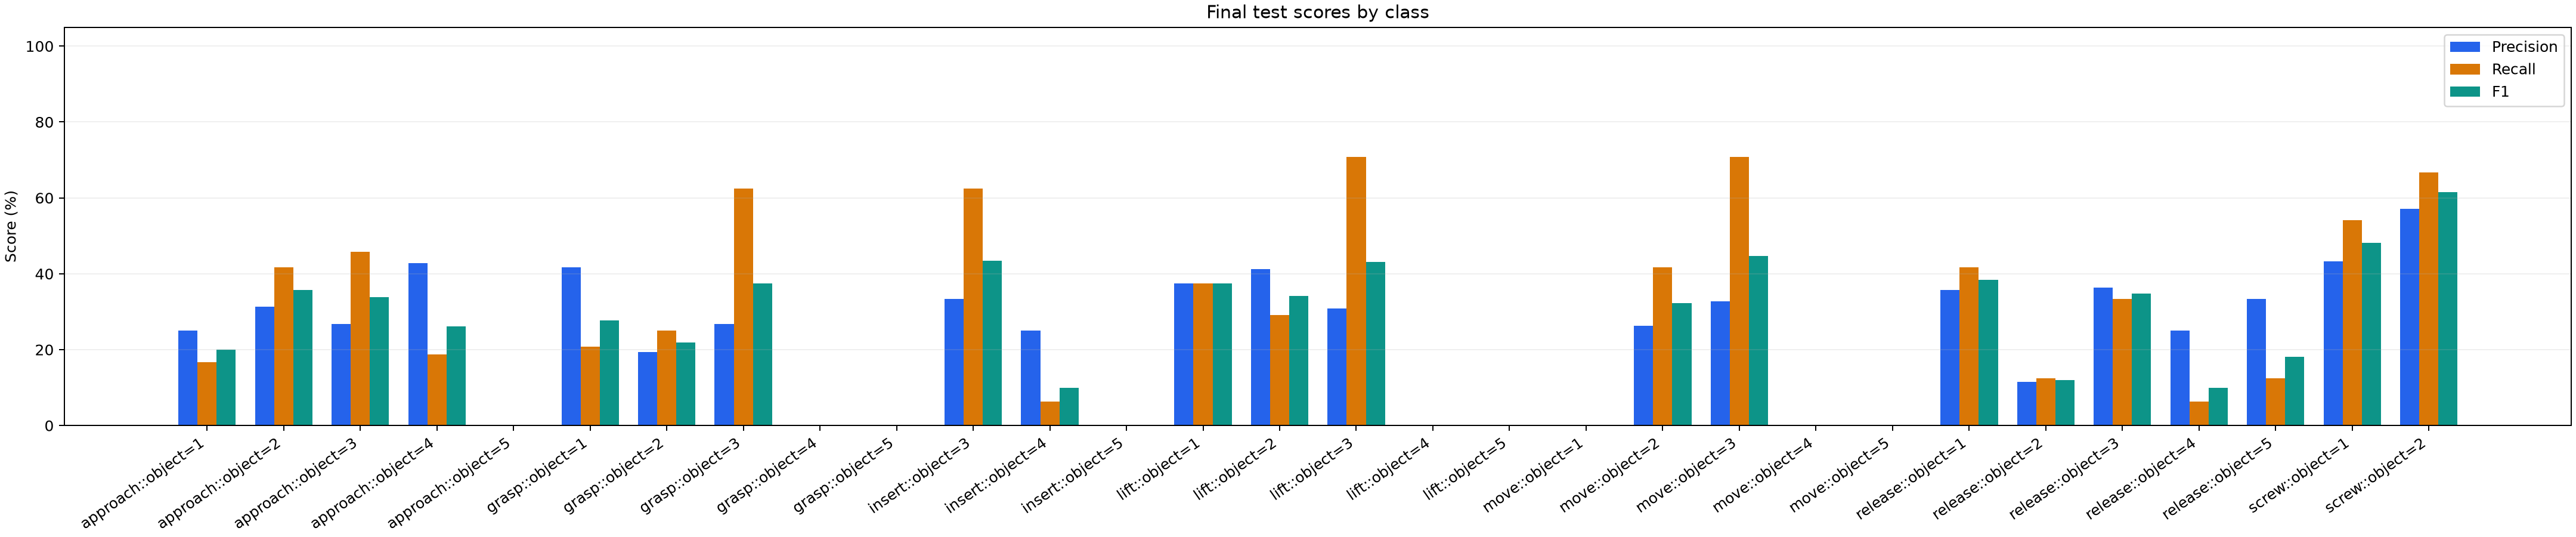 Final test scores by class
Score (%)
100
80
60
40
20
0
Precision
Recall
F1
approach::object=1
approach::object=2
approach::object=3
approach::object=4
approach::object=5
grasp::object=1
grasp::object=2
grasp::object=3
grasp::object=4
grasp::object=5
insert::object=3
insert::object=4
insert::object=5
lift::object=1
lift::object=2
lift::object=3
lift::object=4
lift::object=5
move::object=1
move::object=2
move::object=3
move::object=4
move::object=5
release::object=1
release::object=2
release::object=3
release::object=4
release::object=5
screw::object=1
screw::object=2